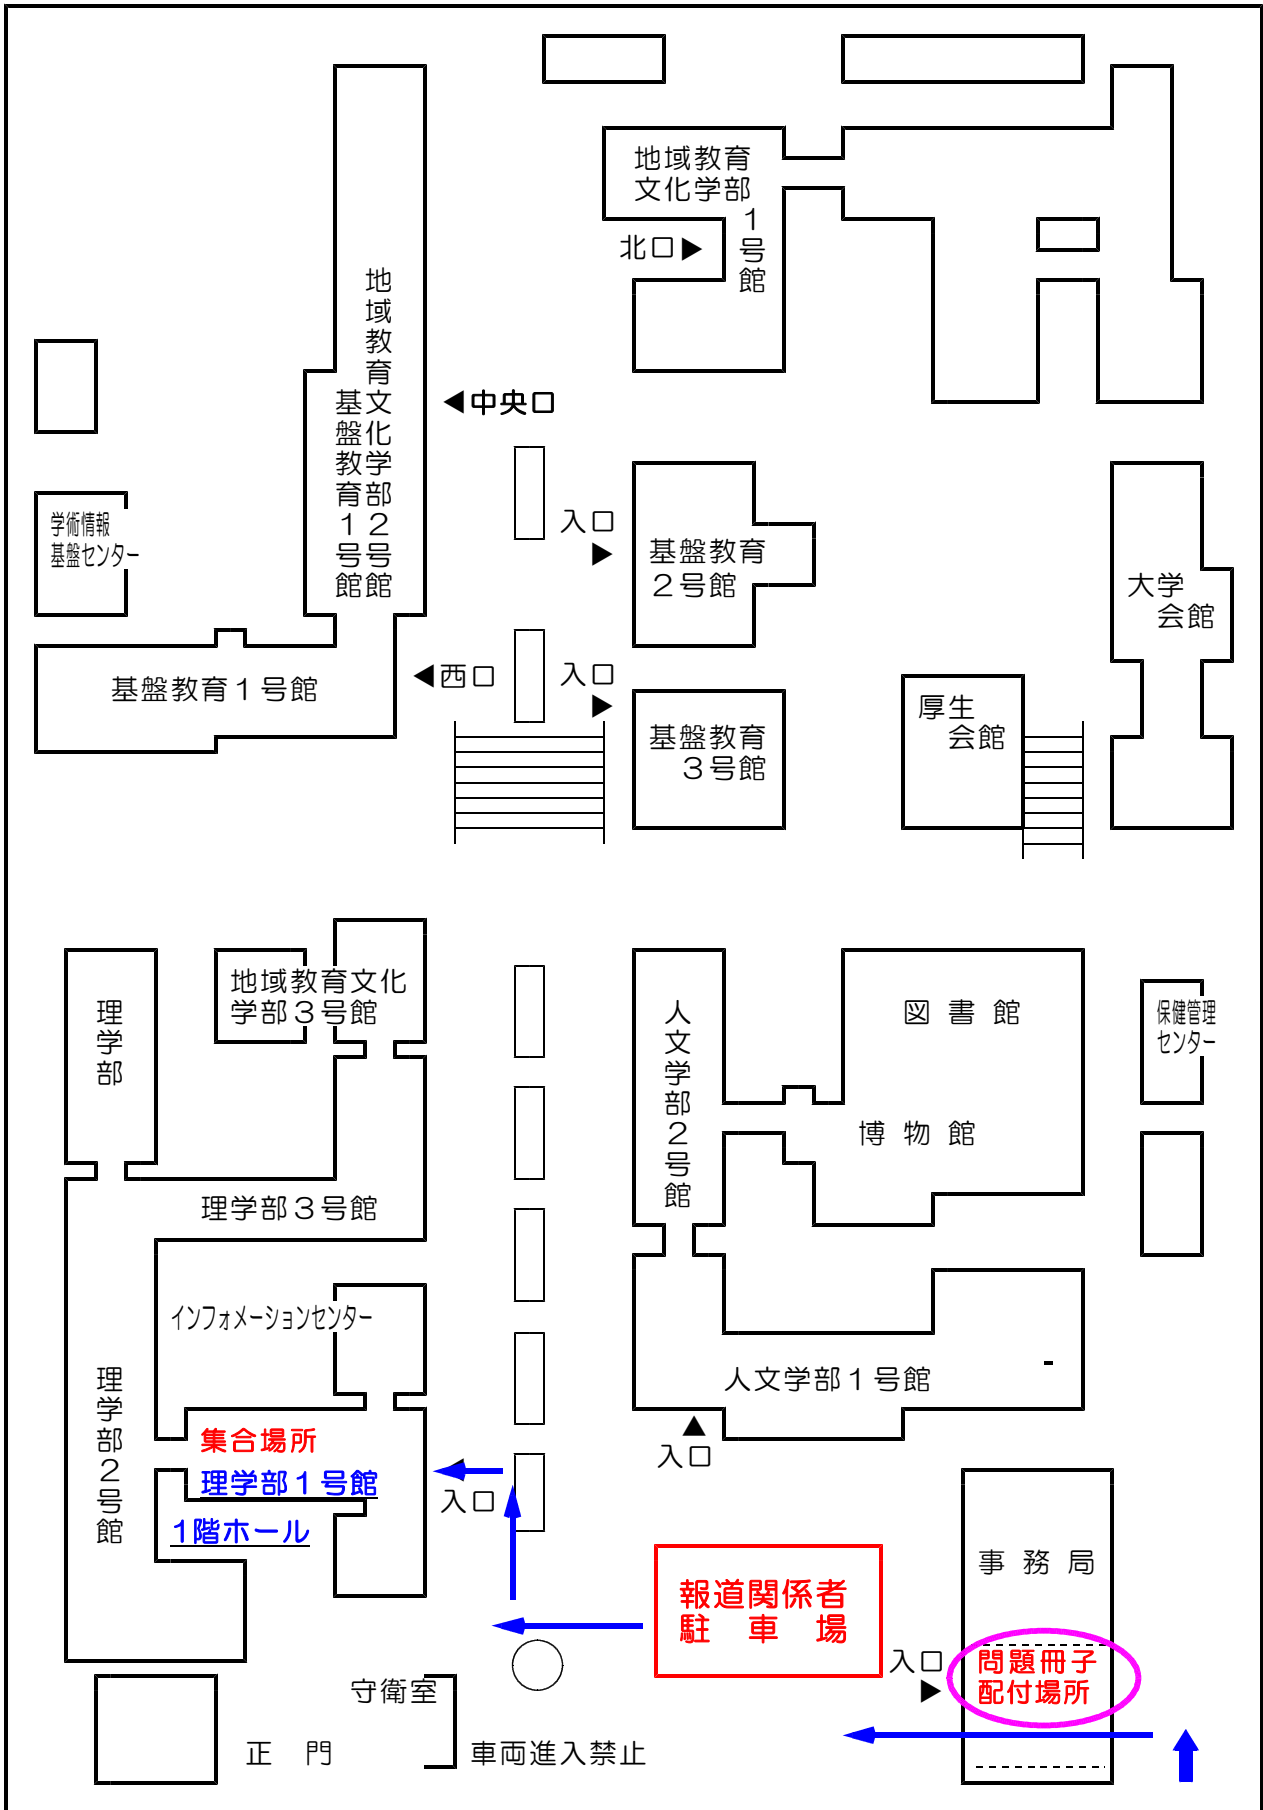 地域教育
文化学部
１号館
北口
地域教育文化学部２号館
基盤教育１号館
中央口
学術情報
基盤センター
入口
基盤教育
２号館
大学
会館
基盤教育１号館
西口
入口
基盤教育
３号館
厚生
会館
理学部
地域教育文化
学部３号館
人文学部２号館
図書館
保健管理
センター
博物館
理学部３号館
インフォメーションセンター
理学部２号館
人文学部１号館
入口
集合場所
理学部１号館
入口
１階ホール
報道関係者
駐車場
事務局
入口
問題冊子
配付場所
守衛室
正門
車両進入禁止